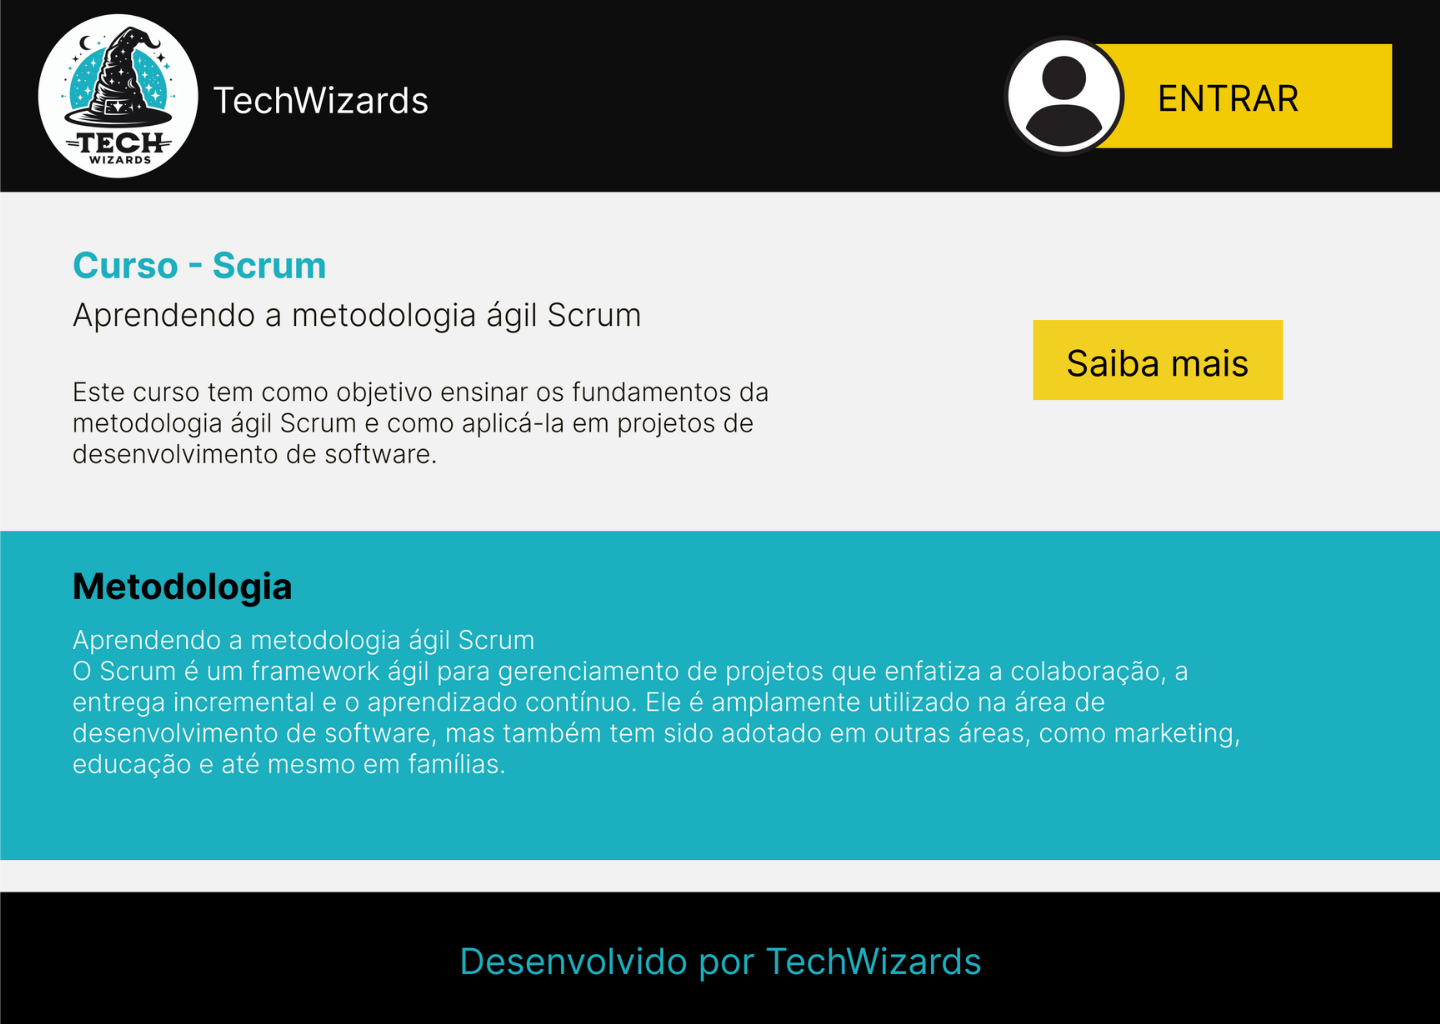 TECH
WIZARDS
TechWizards
ENTRAR
Curso - Scrum
Aprendendo a metodologia ágil Scrum
Este curso tem como objetivo ensinar os fundamentos da
metodologia ágil Scrum e como aplicá-la em projetos de
desenvolvimento de software.
Saiba mais
Metodologia
Aprendendo a metodologia ágil Scrum
O Scrum é um framework ágil para gerenciamento de projetos que enfatiza a colaboração, a
entrega incremental e o aprendizado contínuo. Ele é amplamente utilizado na área de
desenvolvimento de software, mas também tem sido adotado em outras áreas, como marketing,
educação e até mesmo em famílias.
Desenvolvido por TechWizards